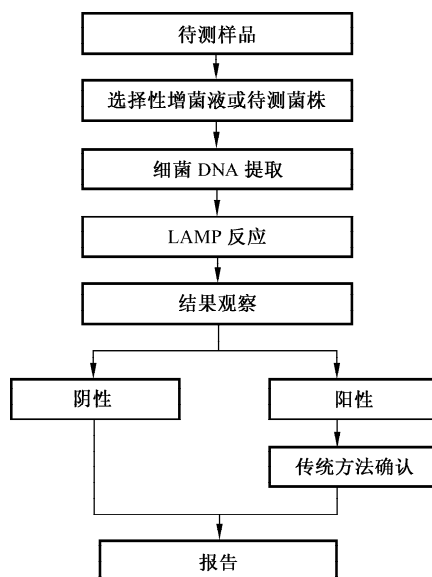 待测样品
选择性增菌液或待测菌株
细菌 DNA 提取
LAMP 反应
结果观察
阴性
阳性
传统方法确认
报告